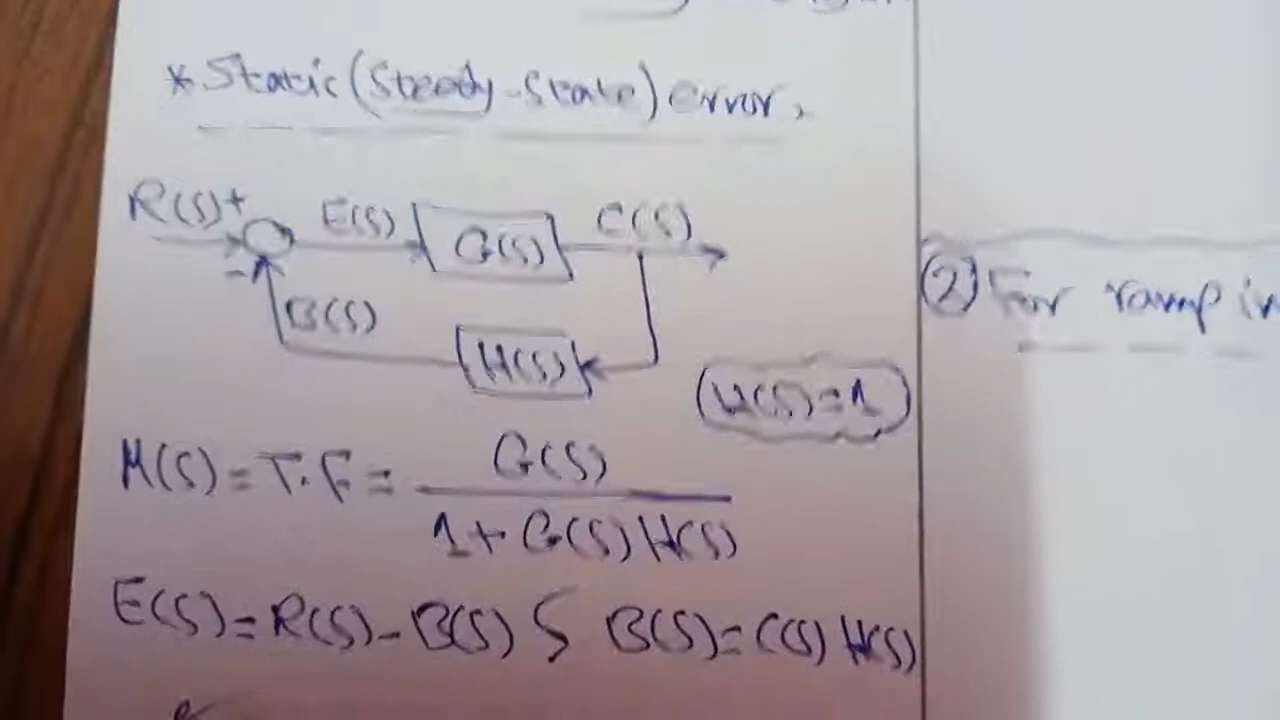 * Static (Steady-State) error,
R(S) + E(S) G(S) C(S)
-
B(S) H(S)
(H(S)=1)
M(S) = T.F = G(S)
1 + G(S) H(S)
E(S) = R(S) - B(S) S B(S) = C(S) H(S)
(2) For ramp in